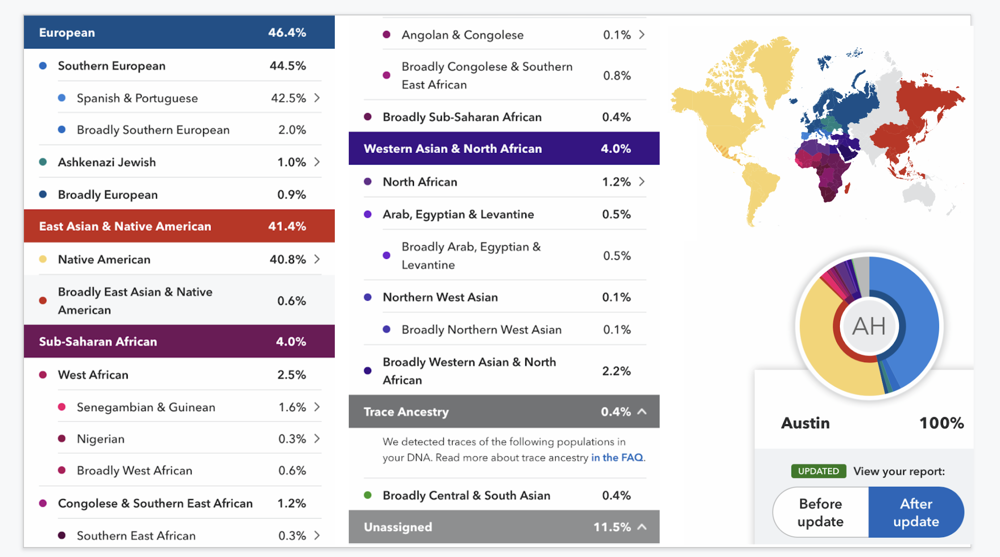 European 46.4%
Southern European 44.5%
Spanish & Portuguese 42.5%
Broadly Southern European 2.0%
Ashkenazi Jewish 1.0%
Broadly European 0.9%
East Asian & Native American 41.4%
Native American 40.8%
Broadly East Asian & Native
American 0.6%
Sub-Saharan African 4.0%
West African 2.5%
Senegambian & Guinean 1.6%
Nigerian 0.3%
Broadly West African 0.6%
Congolese & Southern East African 1.2%
Southern East African 0.3%
Angolan & Congolese 0.1%
Broadly Congolese & Southern
East African 0.8%
Broadly Sub-Saharan African 0.4%
Western Asian & North African 4.0%
North African 1.2%
Arab, Egyptian & Levantine 0.5%
Broadly Arab, Egyptian &
Levantine 0.5%
Northern West Asian 0.1%
Broadly Northern West Asian 0.1%
Broadly Western Asian & North
African 2.2%
Trace Ancestry 0.4%
We detected traces of the following populations in
your DNA. Read more about trace ancestry in the FAQ.
Broadly Central & South Asian 0.4%
Unassigned 11.5%
AH
Austin 100%
UPDATED View your report:
Before
update
After
update